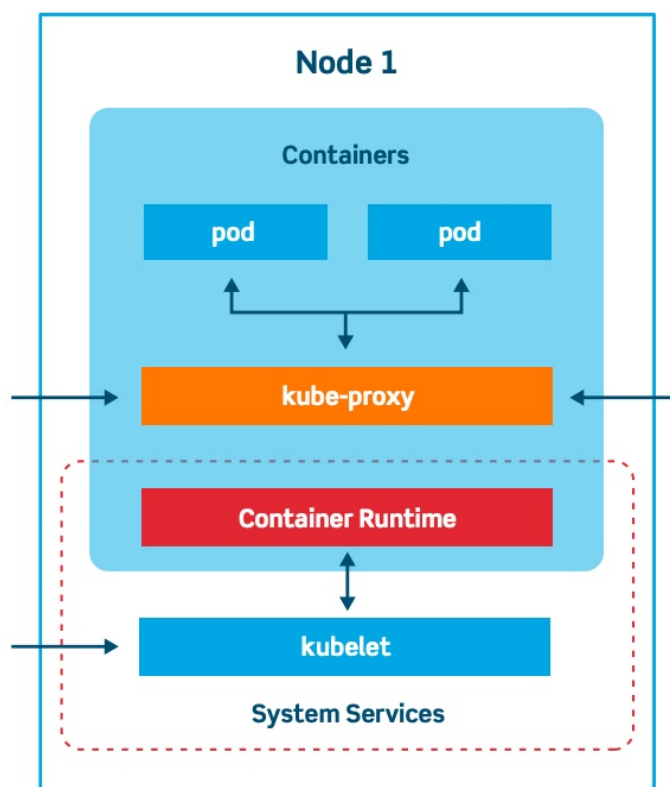 Node 1
Containers
pod pod
kube-proxy
Container Runtime
kubelet
System Services